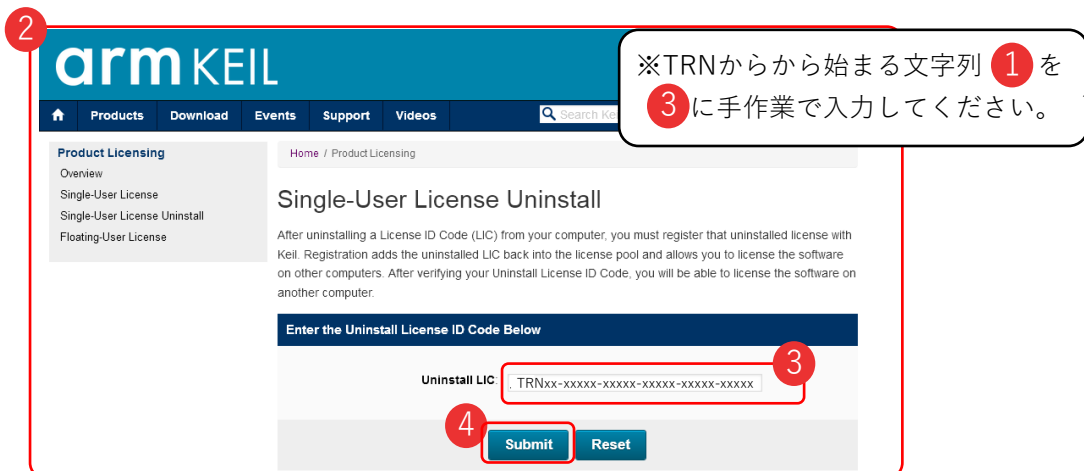 2
arm KEIL
※TRNからから始まる文字列 1 を
3 に手作業で入力してください。
Products Download Events Support Videos Search Ke
Product Licensing
Overview
Single-User License
Single-User License Uninstall
Floating-User License
Home / Product Licensing
Single-User License Uninstall
After uninstalling a License ID Code (LIC) from your computer, you must register that uninstalled license with
Keil. Registration adds the uninstalled LIC back into the license pool and allows you to license the software
on other computers. After verifying your Uninstall License ID Code, you will be able to license the software on
another computer.
Enter the Uninstall License ID Code Below
3
Uninstall LIC: TRNxx-xxxxx-xxxxx-xxxxx-xxxxx-xxxxx
4
Submit Reset